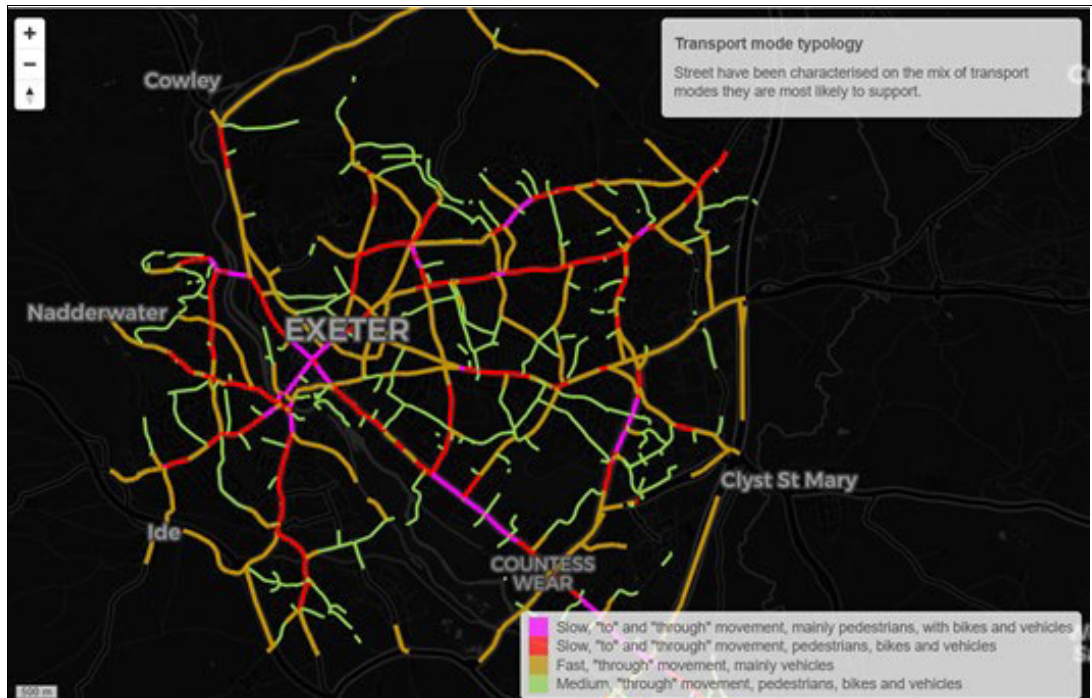 +
−
Cowley
Transport mode typology
Street have been characterised on the mix of transport
modes they are most likely to support.
Nadderwater
EXETER
Clyst St Mary
Ide
COUNTESS
WEAR
Slow, "to" and "through" movement, mainly pedestrians, with bikes and vehicles
Slow, "to" and "through" movement, pedestrians, bikes and vehicles
Fast, "through" movement, mainly vehicles
Medium, "through" movement, pedestrians, bikes and vehicles
500 m